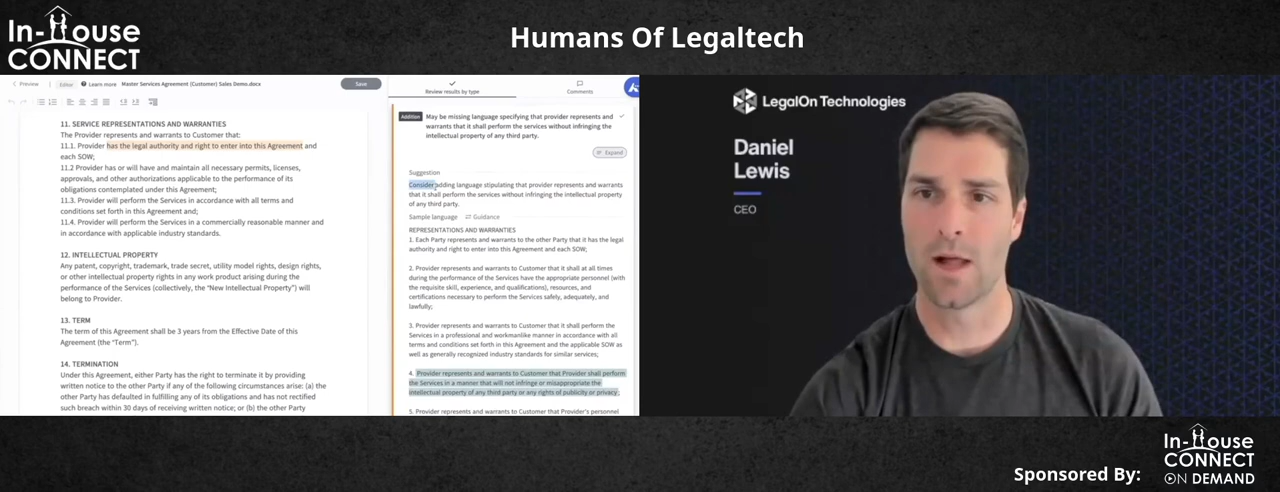 In-House
CONNECT
Humans Of Legaltech
Preview
Editor
Learn more
Master Services Agreement (Customer) Sales Demo.docx
Save
11. SERVICE REPRESENTATIONS AND WARRANTIES
The Provider represents and warrants to Customer that:
11.1. Provider has the legal authority and right to enter into this Agreement and
each SOW;
11.2 Provider has or will have and maintain all necessary permits, licenses,
approvals, and other authorizations applicable to the performance of its
obligations contemplated under this Agreement;
11.3. Provider will perform the Services in accordance with all terms and
conditions set forth in this Agreement and;
11.4. Provider will perform the Services in a commercially reasonable manner and
in accordance with applicable industry standards.
12. INTELLECTUAL PROPERTY
Any patent, copyright, trademark, trade secret, utility model rights, design rights,
or other intellectual property rights in any work product arising during the
performance of the Services (collectively, the "New Intellectual Property") will
belong to Provider.
13. TERM
The term of this Agreement shall be 3 years from the Effective Date of this
Agreement (the "Term").
14. TERMINATION
Under this Agreement, either Party has the right to terminate it by providing
written notice to the other Party if any of the following circumstances arise: (a) the
other Party has defaulted in fulfilling any of its obligations and has not rectified
such breach within 30 days of receiving written notice; or (b) the other Party
Review results by type
Comments
Addition
May be missing language specifying that provider represents and
warrants that it shall perform the services without infringing the
intellectual property of any third party.
Expand
Suggestion
Consider adding language stipulating that provider represents and warrants
that it shall perform the services without infringing the intellectual property
of any third party.
Sample language
Guidance
REPRESENTATIONS AND WARRANTIES
1. Each Party represents and warrants to the other Party that it has the legal
authority and right to enter into this Agreement and each SOW;
2. Provider represents and warrants to Customer that it shall at all times
during the performance of the Services have the appropriate personnel (with
the requisite skill, experience, and qualifications), resources, and
certifications necessary to perform the Services safely, adequately, and
lawfully;
3. Provider represents and warrants to Customer that it shall perform the
Services in a professional and workmanlike manner in accordance with all
terms and conditions set forth in this Agreement and the applicable SOW as
well as generally recognized industry standards for similar services;
4. Provider represents and warrants to Customer that Provider shall perform
the Services in a manner that will not infringe or misappropriate the
intellectual property of any third party or any rights of publicity or privacy;
5. Provider represents and warrants to Customer that Provider's personnel
LegalOn Technologies
Daniel
Lewis
CEO
Sponsored By:
In-House
CONNECT
ON DEMAND